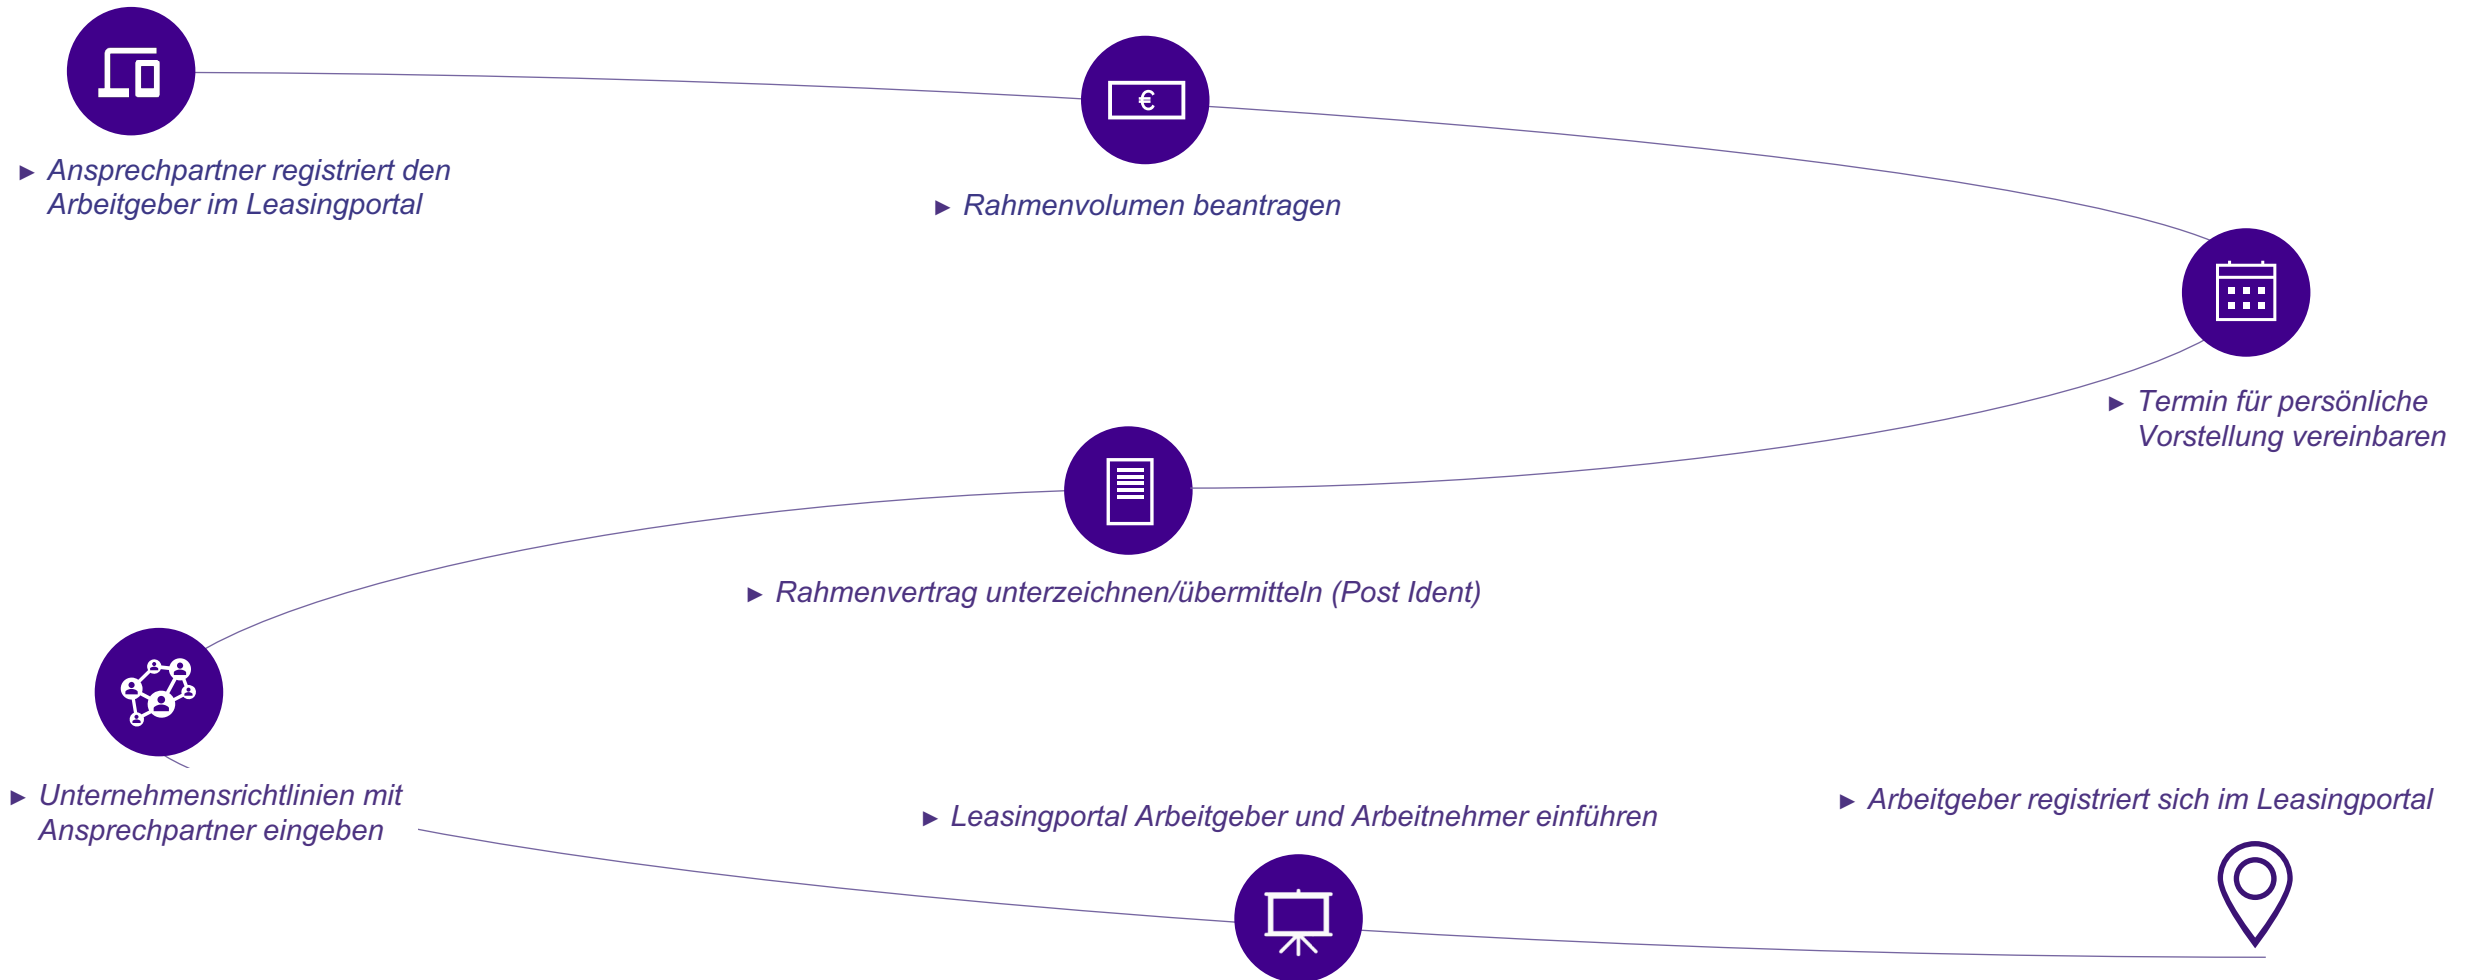 ► Ansprechpartner registriert den
Arbeitgeber im Leasingportal
► Rahmenvolumen beantragen
► Termin für persönliche
Vorstellung vereinbaren
► Rahmenvertrag unterzeichnen/übermitteln (Post Ident)
► Unternehmensrichtlinien mit
Ansprechpartner eingeben
► Leasingportal Arbeitgeber und Arbeitnehmer einführen
► Arbeitgeber registriert sich im Leasingportal